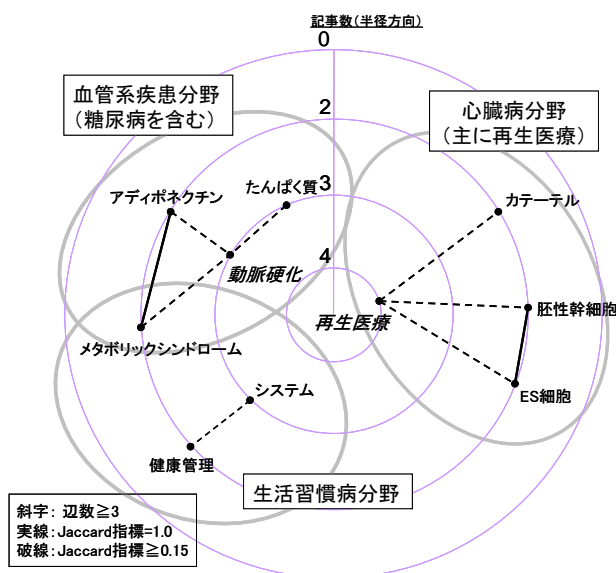 記事数(半径方向)
0
2
3
4
血管系疾患分野
(糖尿病を含む)
心臓病分野
(主に再生医療)
アディポネクチン
たんぱく質
カテーテル
動脈硬化
再生医療
胚性幹細胞
メタボリックシンドローム
ES細胞
システム
健康管理
生活習慣病分野
斜字: 辺数≧3
実線:Jaccard指標=1.0
破線:Jaccard指標≧0.15